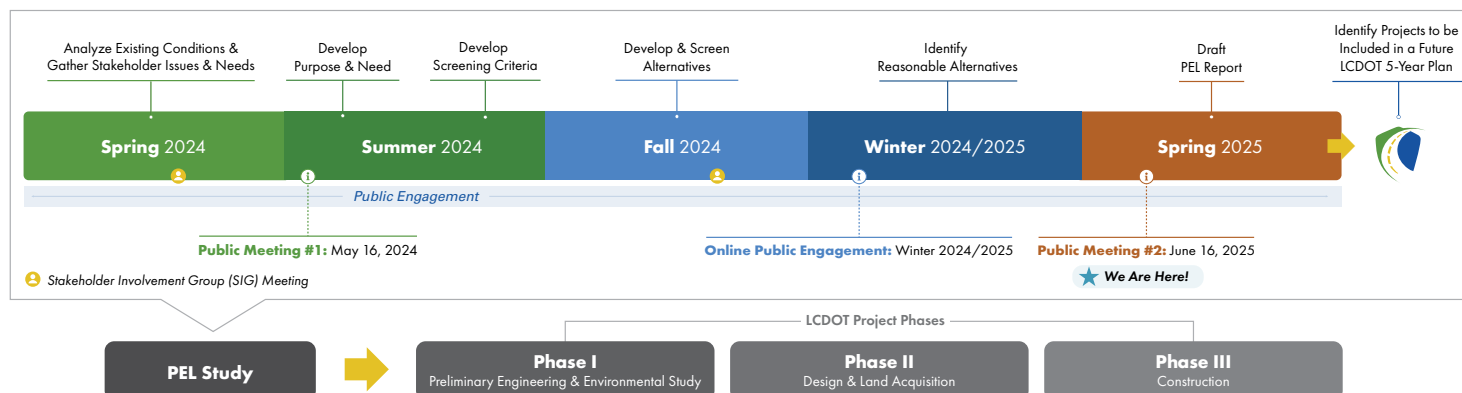 Analyze Existing Conditions &
Gather Stakeholder Issues & Needs
Develop
Purpose & Need
Develop
Screening Criteria
Develop & Screen
Alternatives
Identify
Reasonable Alternatives
Draft
PEL Report
Identify Projects to be
Included in a Future
LCDOT 5-Year Plan
Spring 2024
Summer 2024
Fall 2024
Winter 2024/2025
Spring 2025
Public Engagement
Public Meeting #1: May 16, 2024
Online Public Engagement: Winter 2024/2025
Public Meeting #2: June 16, 2025
Stakeholder Involvement Group (SIG) Meeting
We Are Here!
LCDOT Project Phases
PEL Study
Phase I
Preliminary Engineering & Environmental Study
Phase II
Design & Land Acquisition
Phase III
Construction